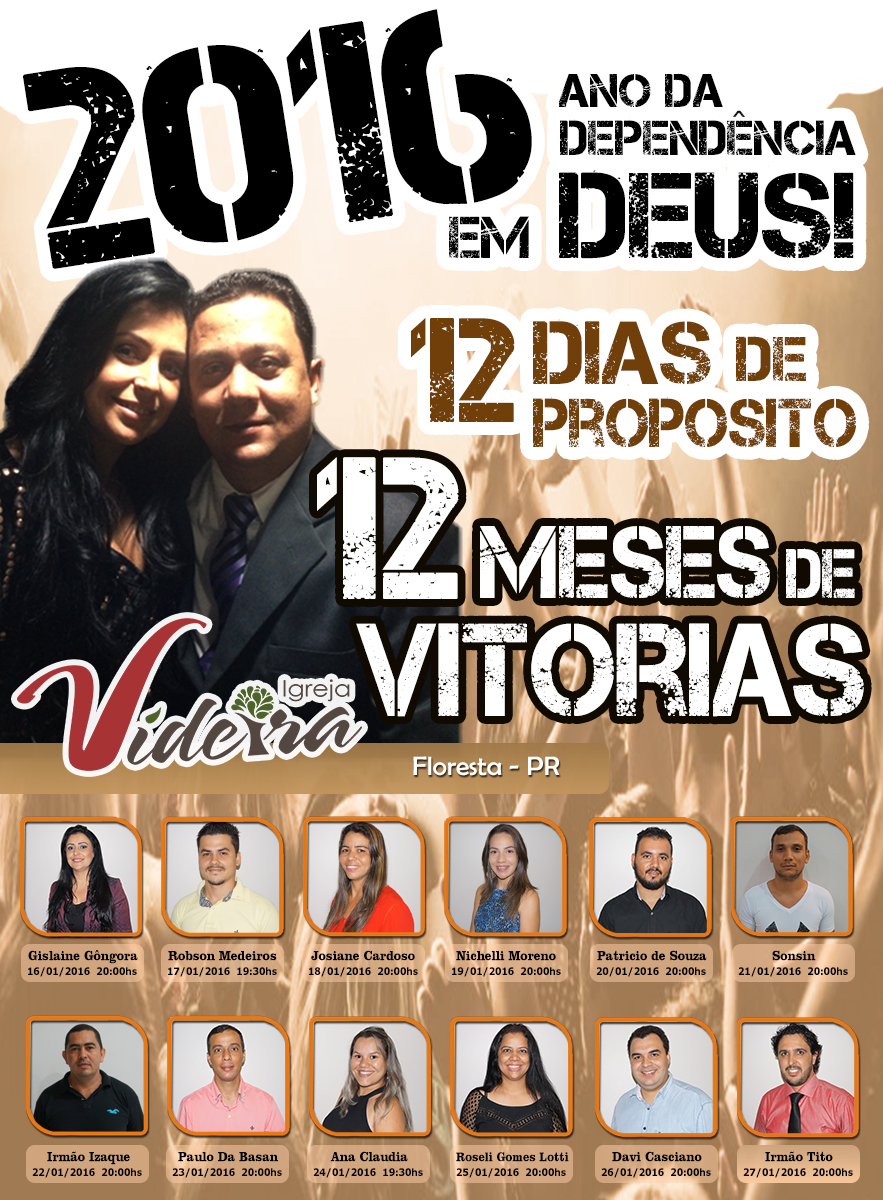 2016
ANO DA
DEPENDÊNCIA
EM DEUS!
12 DIAS DE
PROPOSITO
12 MESES DE
VITORIAS
Igreja
Videira
Floresta - PR
Gislaine Gôngora
16/01/2016 20:00hs
Robson Medeiros
17/01/2016 19:30hs
Josiane Cardoso
18/01/2016 20:00hs
Nichelli Moreno
19/01/2016 20:00hs
Patricio de Souza
20/01/2016 20:00hs
Sonsin
21/01/2016 20:00hs
Irmão Izaque
22/01/2016 20:00hs
Paulo Da Basan
23/01/2016 20:00hs
Ana Claudia
24/01/2016 19:30hs
Roseli Gomes Lotti
25/01/2016 20:00hs
Davi Casciano
26/01/2016 20:00hs
Irmão Tito
27/01/2016 20:00hs